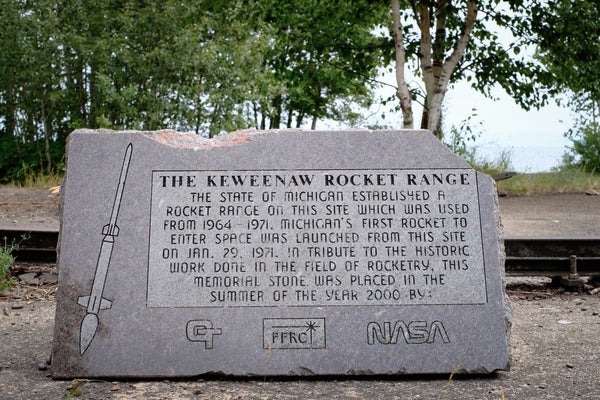 THE KEWEENAW ROCKET RANGE
THE STATE OF MICHIGAN ESTABLISHED A
ROCKET RANGE ON THIS SITE WHICH WAS USED
FROM 1964-1971. MICHIGAN'S FIRST ROCKET TO
ENTER SPACE WAS LAUNCHED FROM THIS SITE
ON JAN. 29, 1971. IN TRIBUTE TO THE HISTORIC
WORK DONE IN THE FIELD OF ROCKETRY, THIS
MEMORIAL STONE WAS PLACED IN THE
SUMMER OF THE YEAR 2000 BY:
FFRC NASA